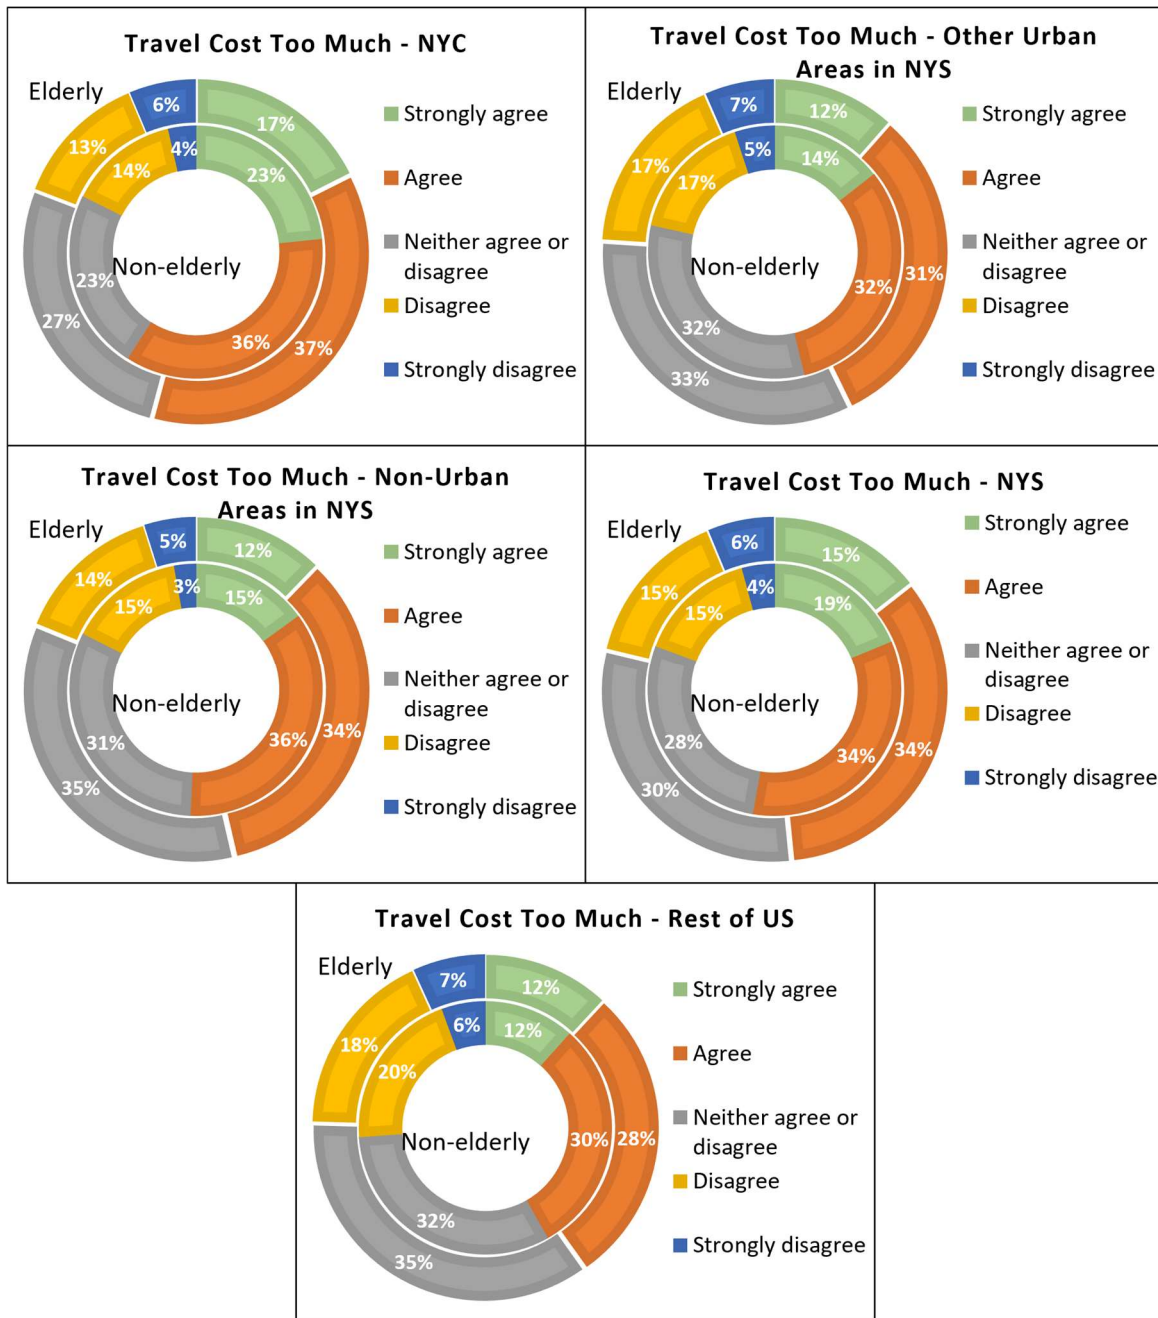 Travel Cost Too Much - NYC
Elderly
6%
17%
13%
4%
14%
23%
Non-elderly
23%
27%
36%
37%
Strongly agree
Agree
Neither agree or
disagree
Disagree
Strongly disagree
Travel Cost Too Much - Other Urban
Areas in NYS
Elderly
7%
12%
17%
5%
17%
14%
Non-elderly
31%
32%
32%
33%
Strongly agree
Agree
Neither agree or
disagree
Disagree
Strongly disagree
Travel Cost Too Much - Non-Urban
Areas in NYS
Elderly
5%
12%
14%
3%
15%
15%
Non-elderly
34%
36%
31%
35%
Strongly agree
Agree
Neither agree or
disagree
Disagree
Strongly disagree
Travel Cost Too Much - NYS
Elderly
6%
15%
15%
4%
15%
19%
Non-elderly
28%
34%
34%
30%
Strongly agree
Agree
Neither agree or
disagree
Disagree
Strongly disagree
Travel Cost Too Much - Rest of US
Elderly
7%
12%
18%
6%
12%
20%
Non-elderly
30%
28%
32%
35%
Strongly agree
Agree
Neither agree or
disagree
Disagree
Strongly disagree